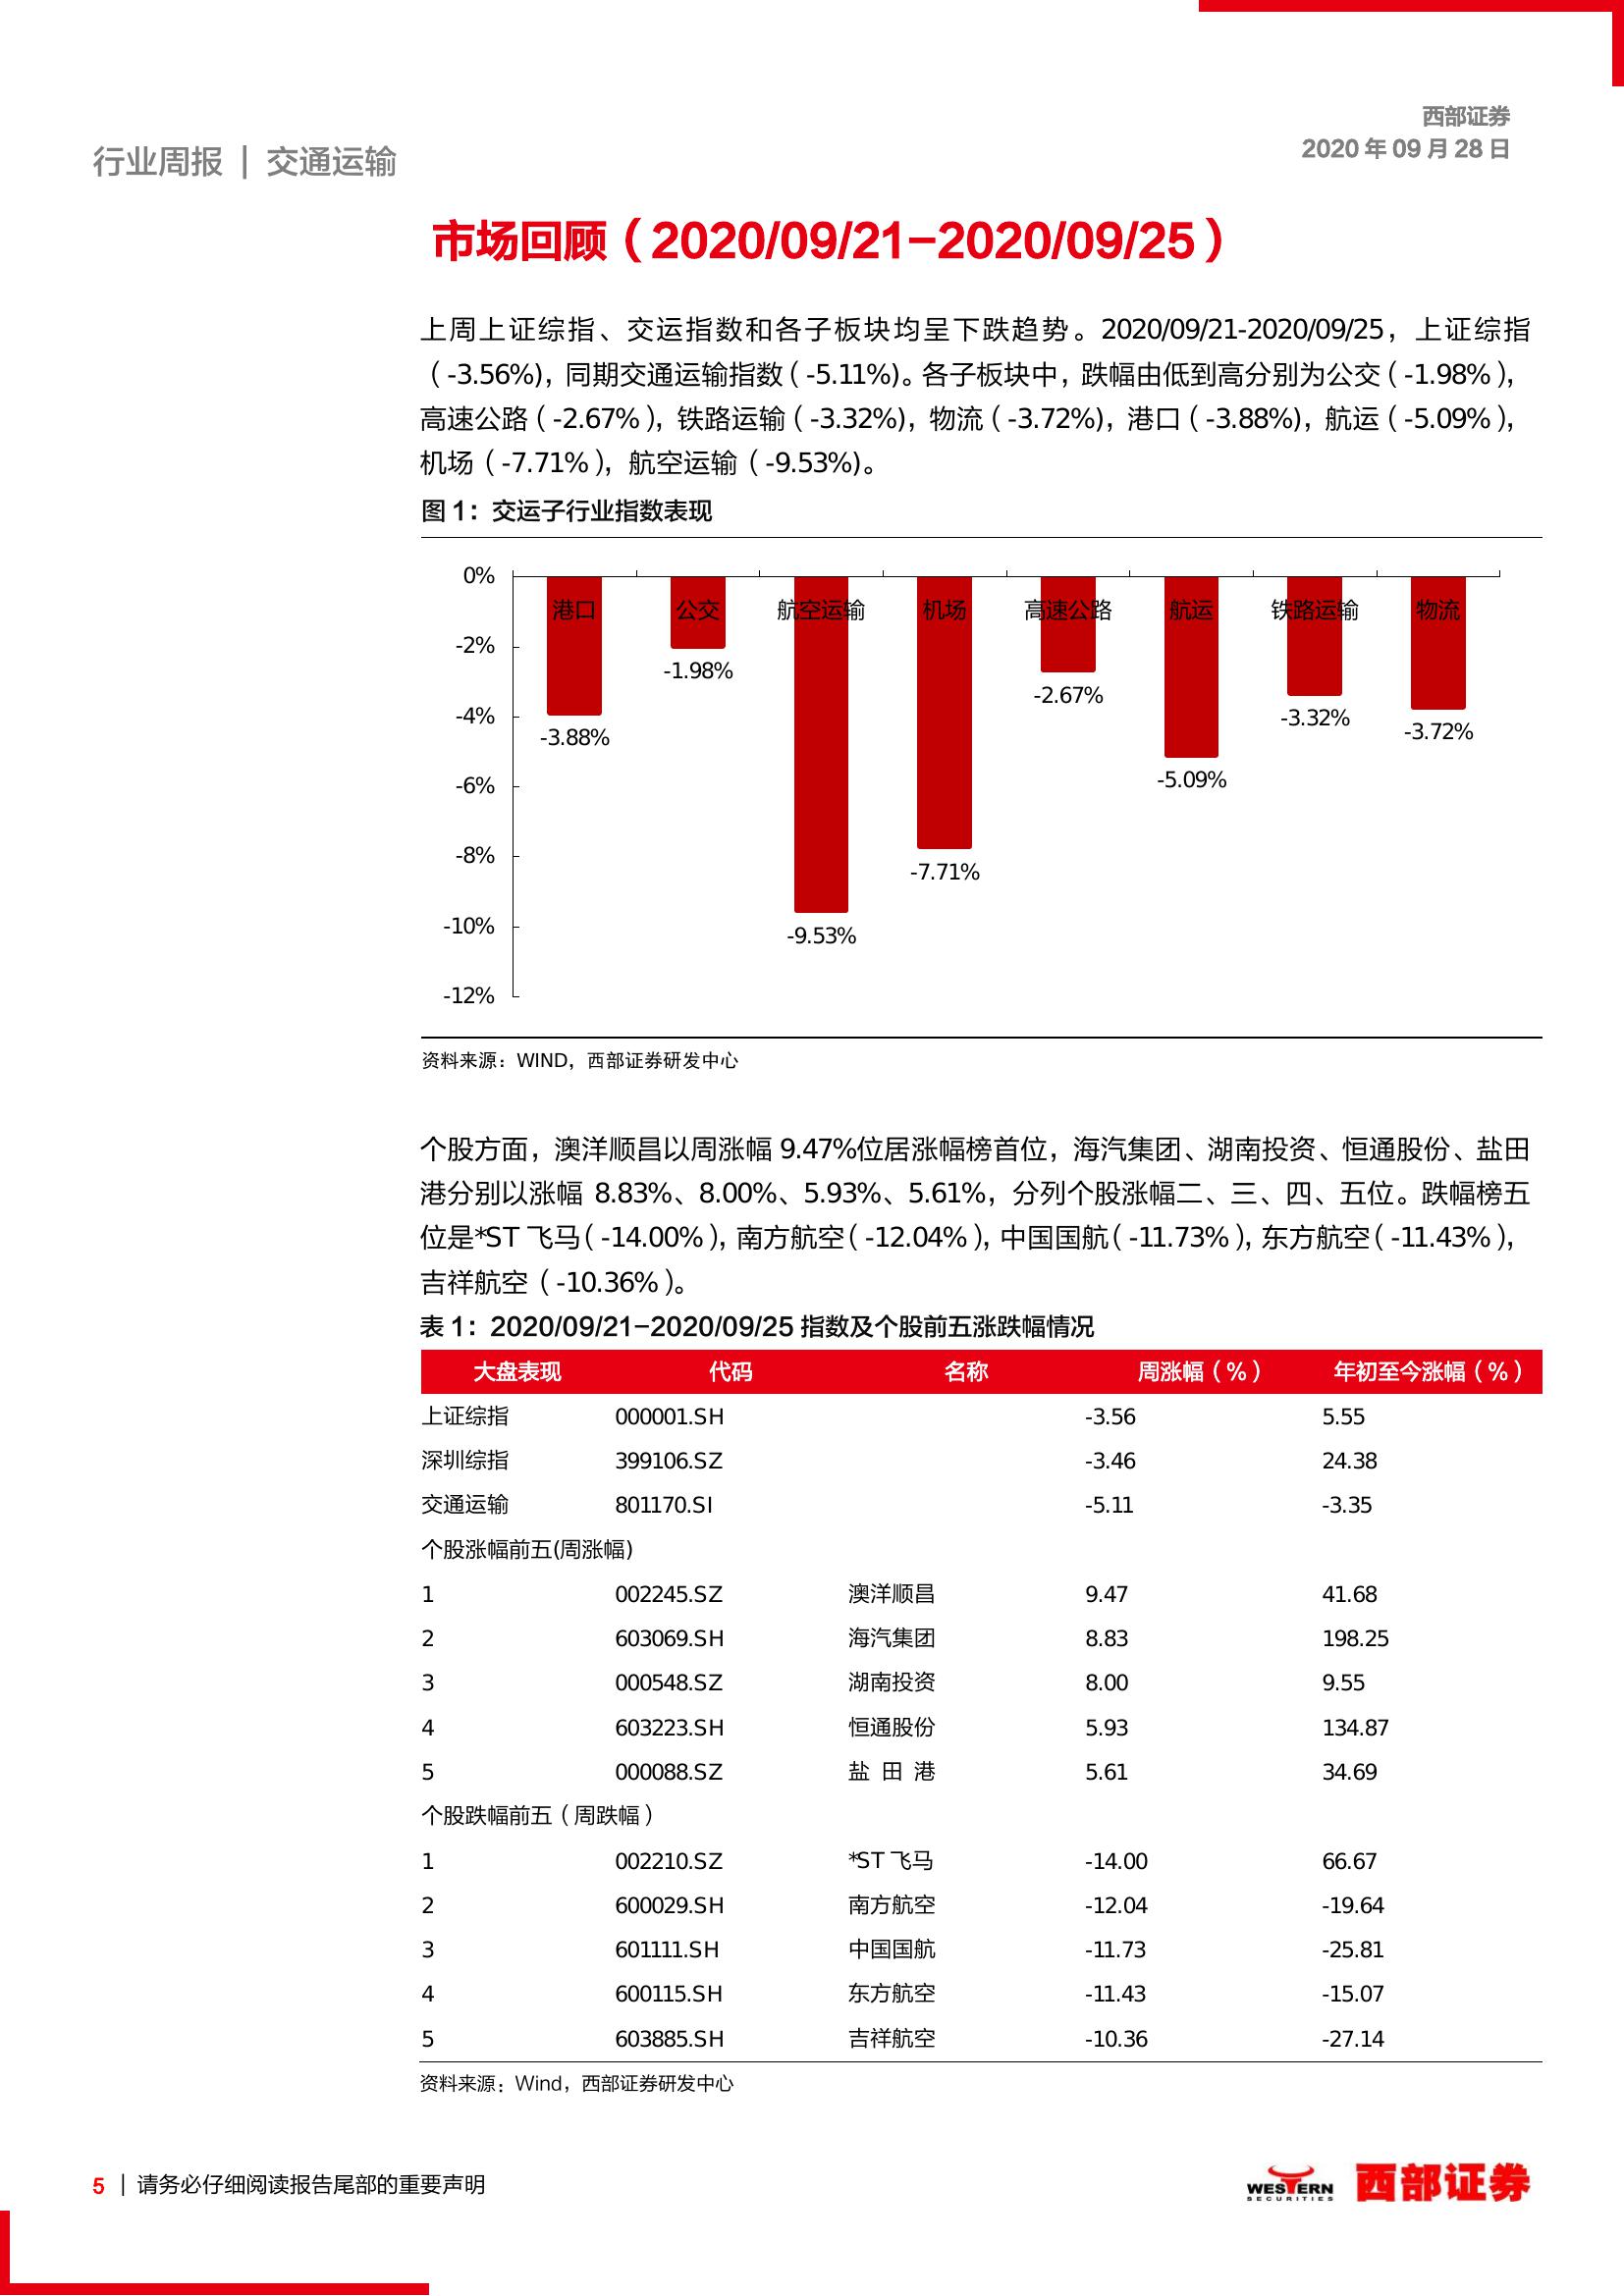 西部证券
2020 年 09 月 28 日
行业周报 | 交通运输
市场回顾（2020/09/21-2020/09/25）
上周上证综指、交运指数和各子板块均呈下跌趋势。2020/09/21-2020/09/25，上证综指
（-3.56%)，同期交通运输指数（-5.11%)。各子板块中，跌幅由低到高分别为公交（-1.98%），
高速公路（-2.67%），铁路运输（-3.32%)，物流（-3.72%)，港口（-3.88%)，航运（-5.09%），
机场（-7.71%），航空运输（-9.53%)。
图 1：交运子行业指数表现
0%
港口 公交 航空运输 机场 高速公路 航运 铁路运输 物流
-2%
-1.98%
-2.67%
-4%
-3.32%
-3.88%
-3.72%
-6%
-5.09%
-8%
-7.71%
-10%
-9.53%
-12%
资料来源：WIND，西部证券研发中心
个股方面，澳洋顺昌以周涨幅 9.47%位居涨幅榜首位，海汽集团、湖南投资、恒通股份、盐田
港分别以涨幅 8.83%、8.00%、5.93%、5.61%，分列个股涨幅二、三、四、五位。跌幅榜五
位是*ST 飞马（-14.00%），南方航空（-12.04%），中国国航（-11.73%），东方航空（-11.43%），
吉祥航空（-10.36%）。
表 1：2020/09/21-2020/09/25 指数及个股前五涨跌幅情况
大盘表现 代码 名称 周涨幅（%） 年初至今涨幅（%）
上证综指 000001.SH -3.56 5.55
深圳综指 399106.SZ -3.46 24.38
交通运输 801170.SI -5.11 -3.35
个股涨幅前五(周涨幅)
1 002245.SZ 澳洋顺昌 9.47 41.68
2 603069.SH 海汽集团 8.83 198.25
3 000548.SZ 湖南投资 8.00 9.55
4 603223.SH 恒通股份 5.93 134.87
5 000088.SZ 盐 田 港 5.61 34.69
个股跌幅前五（周跌幅）
1 002210.SZ *ST 飞马 -14.00 66.67
2 600029.SH 南方航空 -12.04 -19.64
3 601111.SH 中国国航 -11.73 -25.81
4 600115.SH 东方航空 -11.43 -15.07
5 603885.SH 吉祥航空 -10.36 -27.14
资料来源：Wind，西部证券研发中心
5 | 请务必仔细阅读报告尾部的重要声明
WESTERN
SECURITIES
西部证券